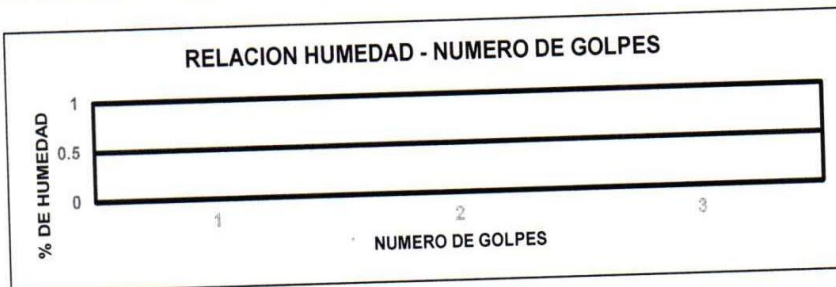 RELACION HUMEDAD - NUMERO DE GOLPES
% DE HUMEDAD
1
0.5
0
1 2 3
NUMERO DE GOLPES